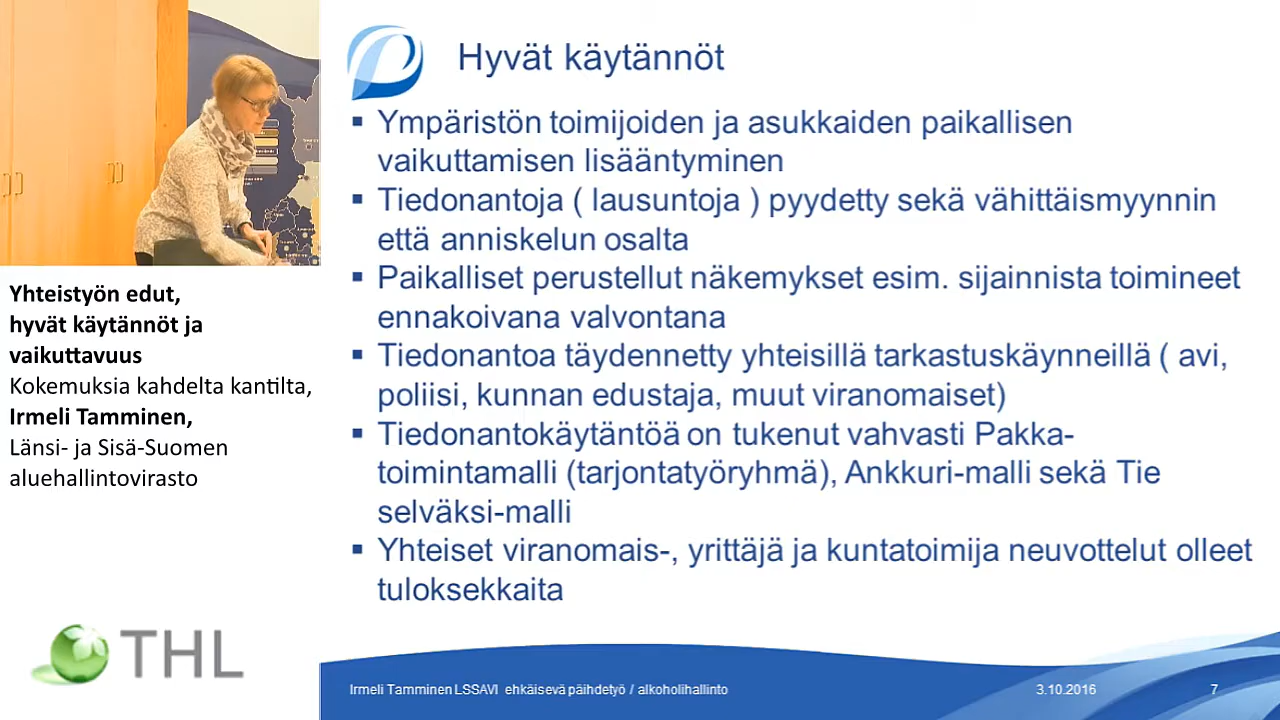 Hyvät käytännöt
Ympäristön toimijoiden ja asukkaiden paikallisen
vaikuttamisen lisääntyminen
Tiedonantoja ( lausuntoja ) pyydetty sekä vähittäismyynnin
että anniskelun osalta
Paikalliset perustellut näkemykset esim. sijainnista toimineet
ennakoivana valvontana
Tiedonantoa täydennetty yhteisillä tarkastuskäynneillä ( avi,
poliisi, kunnan edustaja, muut viranomaiset)
Tiedonantokäytäntöä on tukenut vahvasti Pakka-
toimintamalli (tarjontatyöryhmä), Ankkuri-malli sekä Tie
selväksi-malli
Yhteiset viranomais-, yrittäjä ja kuntatoimija neuvottelut olleet
tuloksekkaita
Yhteistyön edut,
hyvät käytännöt ja
vaikuttavuus
Kokemuksia kahdelta kantilta,
Irmeli Tamminen,
Länsi- ja Sisä-Suomen
aluehallintovirasto
THL
Irmeli Tamminen LSSAVI ehkäisevä päihdetyö / alkoholihallinto
3.10.2016
7